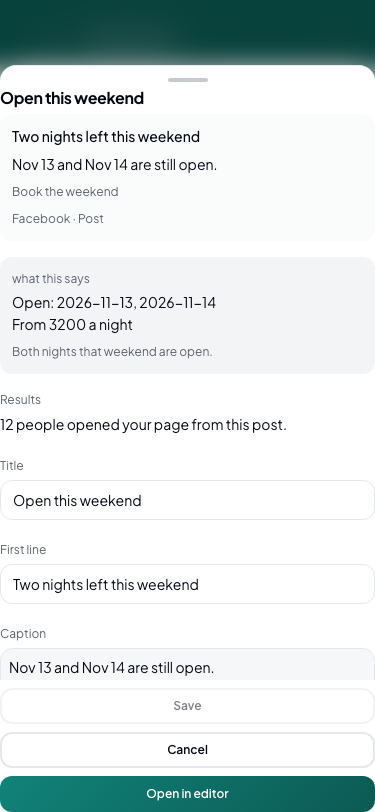 Open this weekend
Two nights left this weekend
Nov 13 and Nov 14 are still open.
Book the weekend
Facebook · Post
what this says
Open: 2026–11–13, 2026–11–14
From 3200 a night
Both nights that weekend are open.
Results
12 people opened your page from this post.
Title
Open this weekend
First line
Two nights left this weekend
Caption
Nov 13 and Nov 14 are still open.
Save
Cancel
Open in editor